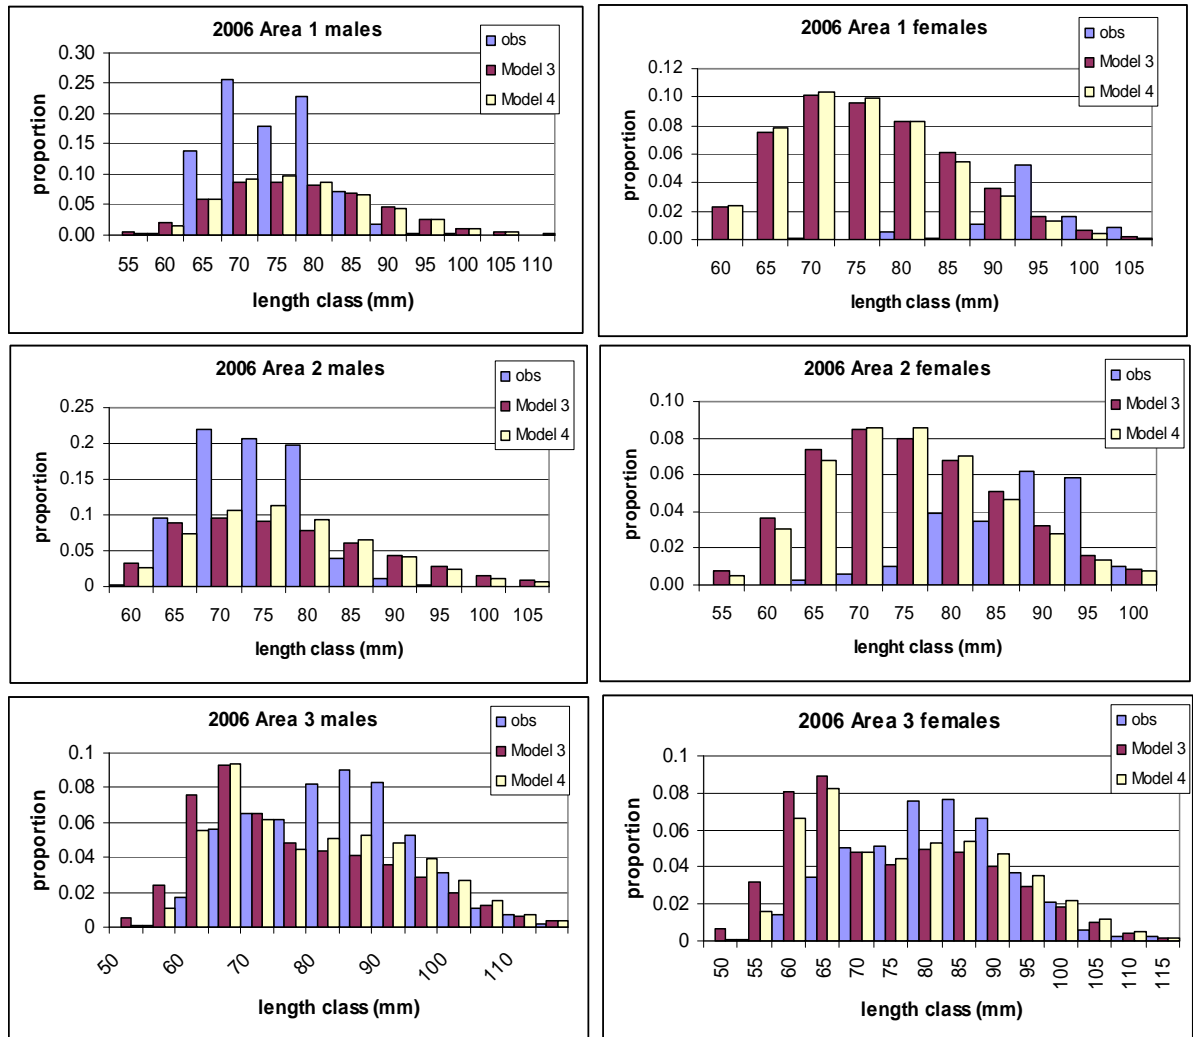 2006 Area 1 males
obs
Model 3
Model 4
0.30
0.25
0.20
0.15
0.10
0.05
0.00
proportion
55 60 65 70 75 80 85 90 95 100 105 110
length class (mm)
2006 Area 1 females
obs
Model 3
Model 4
0.12
0.10
0.08
0.06
0.04
0.02
0.00
proportion
60 65 70 75 80 85 90 95 100 105
length class (mm)
2006 Area 2 males
obs
Model 3
Model 4
0.25
0.2
0.15
0.1
0.05
0
proportion
60 65 70 75 80 85 90 95 100 105
length class (mm)
2006 Area 2 females
obs
Model 3
Model 4
0.10
0.08
0.06
0.04
0.02
0.00
proportion
55 60 65 70 75 80 85 90 95 100
lenght class (mm)
2006 Area 3 males
obs
Model 3
Model 4
0.1
0.08
0.06
0.04
0.02
0
proportion
50 60 70 80 90 100 110
length class (mm)
2006 Area 3 females
obs
Model 3
Model 4
0.1
0.08
0.06
0.04
0.02
0
proportion
50 55 60 65 70 75 80 85 90 95 100 105 110 115
length class (mm)